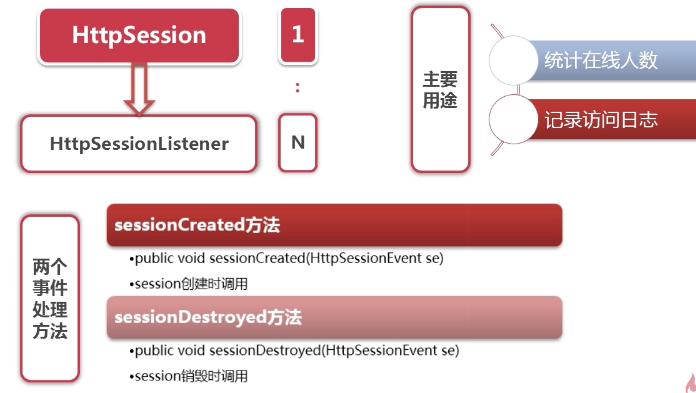 HttpSession
1
:
HttpSessionListener
N
主要
用途
统计在线人数
记录访问日志
两个
事件
处理
方法
sessionCreated方法
•public void sessionCreated(HttpSessionEvent se)
•session创建时调用
sessionDestroyed方法
•public void sessionDestroyed(HttpSessionEvent se)
•session销毁时调用